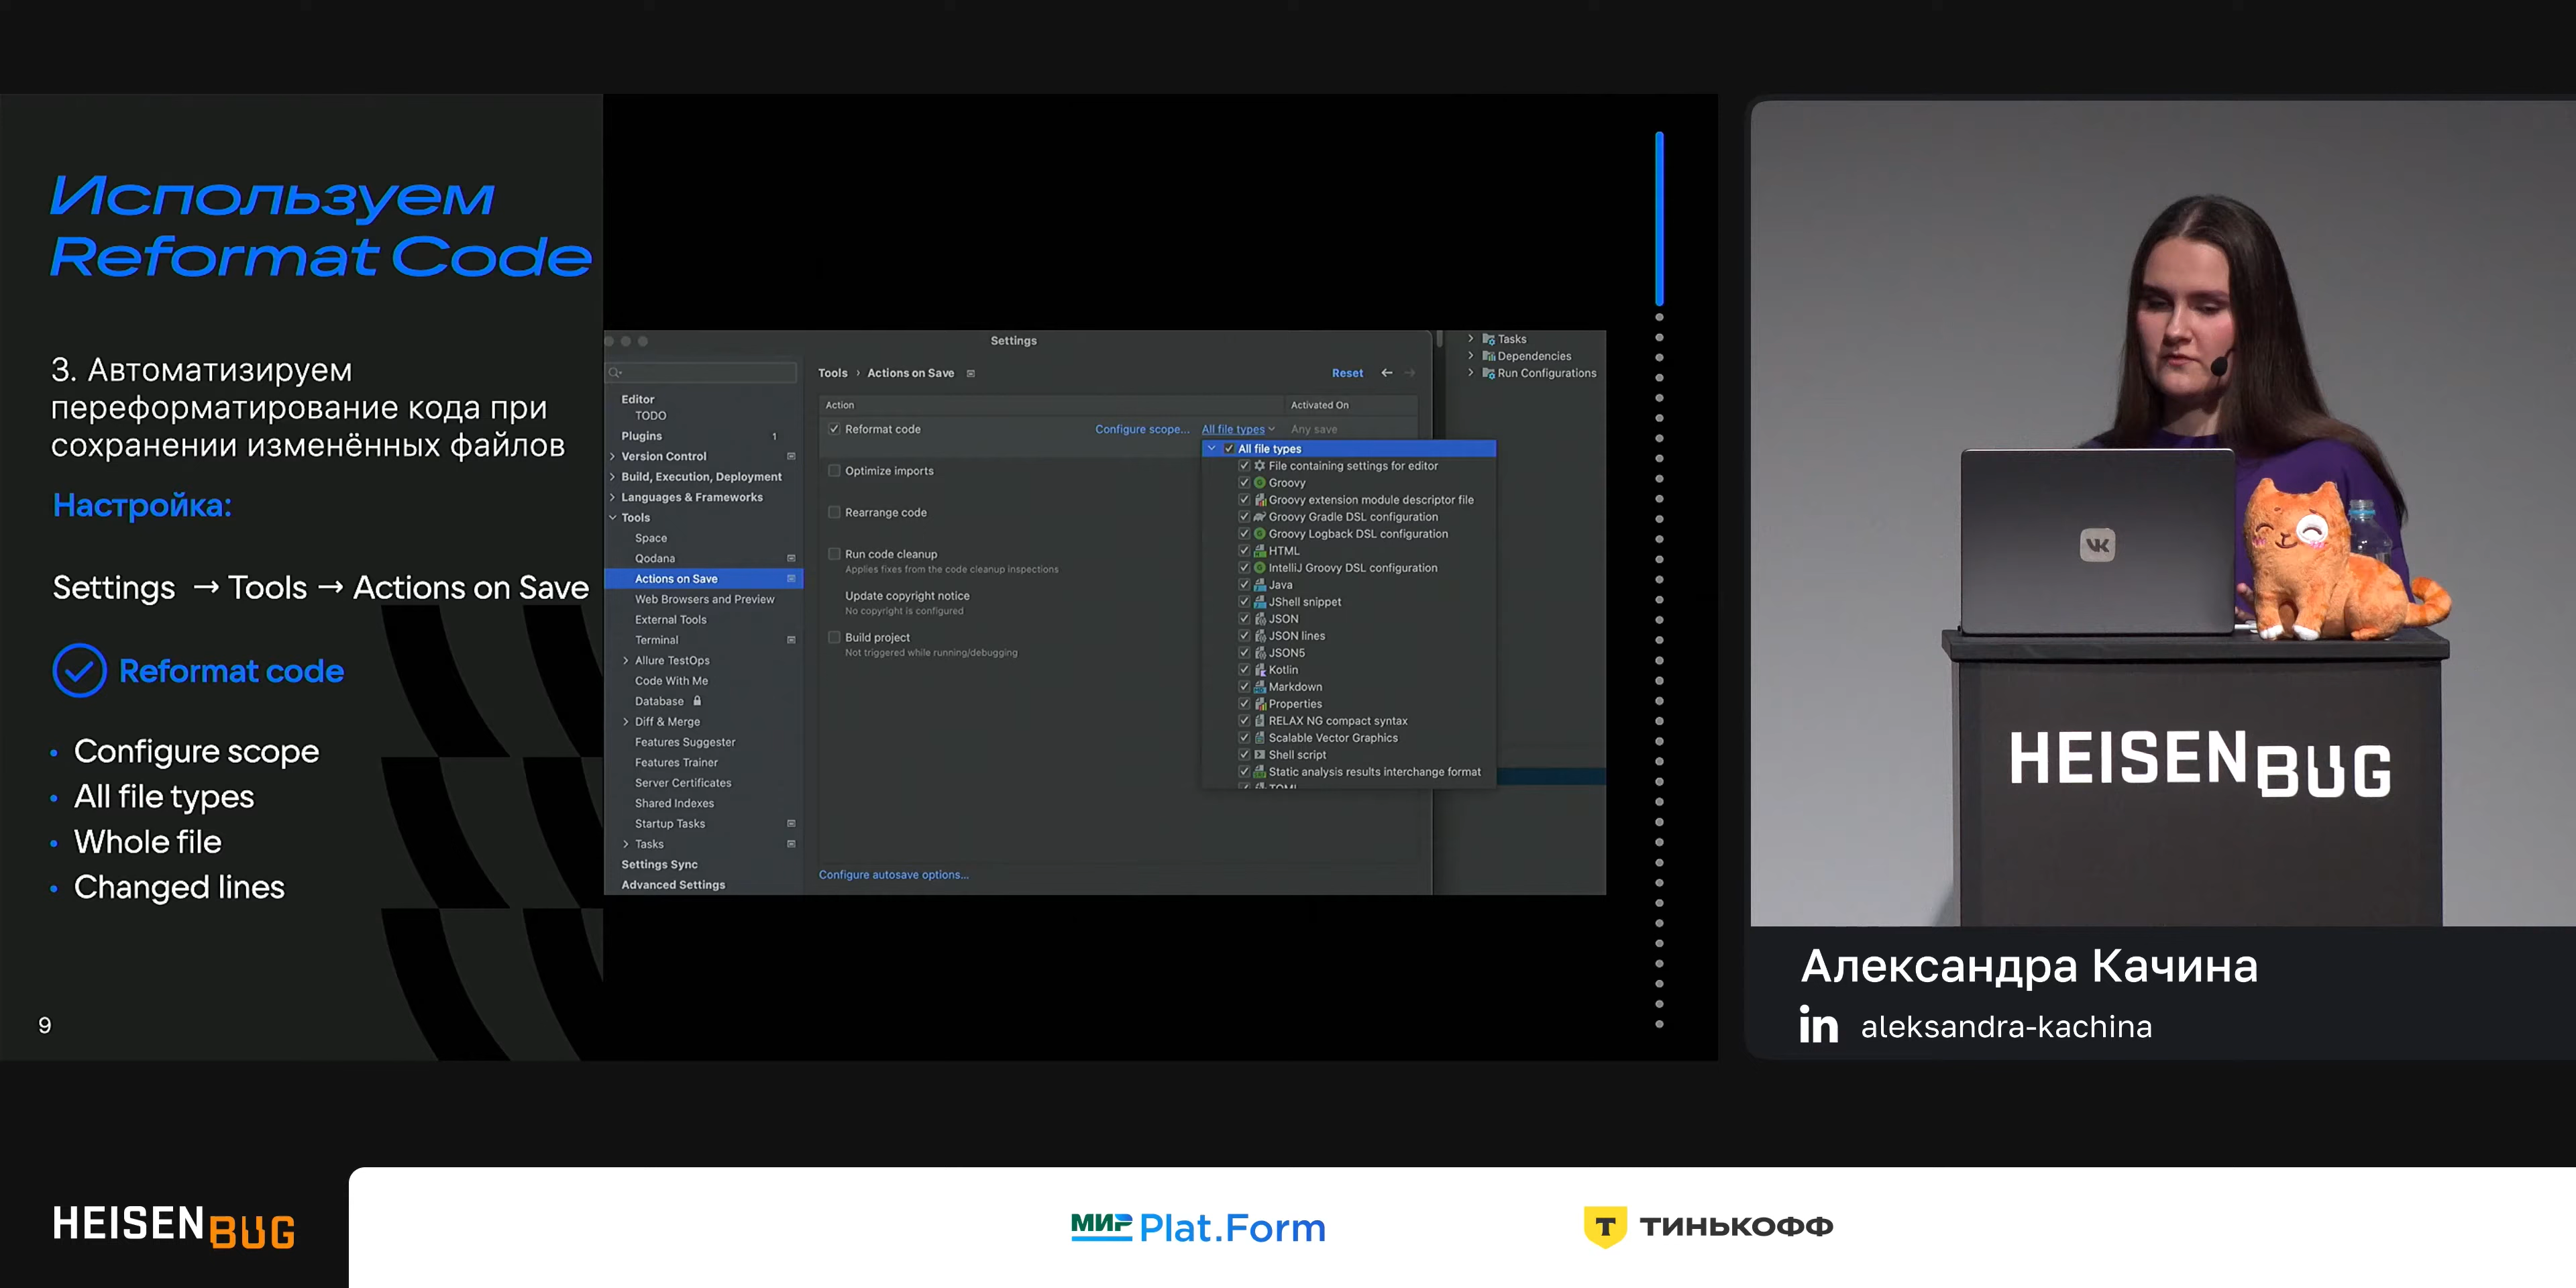 Используем
Reformat Code
3. Автоматизируем
переформатирование кода при
сохранении изменённых файлов
Настройка:
Settings → Tools → Actions on Save
Reformat code
• Configure scope
• All file types
• Whole file
• Changed lines
9
Settings
Editor
TODO
Plugins 1
Version Control
Build, Execution, Deployment
Languages & Frameworks
Tools
Space
Qodana
Actions on Save
Web Browsers and Preview
External Tools
Terminal
Allure TestOps
Code With Me
Database
Diff & Merge
Features Suggester
Features Trainer
Server Certificates
Shared Indexes
Startup Tasks
Tasks
Settings Sync
Advanced Settings
Tools › Actions on Save
Reset
Action Activated On
Reformat code Configure scope... All file types Any save
Optimize imports
Rearrange code
Run code cleanup
Applies fixes from the code cleanup inspections
Update copyright notice
No copyright is configured
Build project
Not triggered while running/debugging
Configure autosave options...
All file types
File containing settings for editor
Groovy
Groovy extension module descriptor file
Groovy Gradle DSL configuration
Groovy Logback DSL configuration
HTML
IntelliJ Groovy DSL configuration
Java
JShell snippet
JSON
JSON lines
JSON5
Kotlin
Markdown
Properties
RELAX NG compact syntax
Scalable Vector Graphics
Shell script
Static analysis results interchange format
TOML
Tasks
Dependencies
Run Configurations
VK
HEISENBUG
Александра Качина
in aleksandra-kachina
HEISENBUG
МИР Plat.Form
Т ТИНЬКОФФ